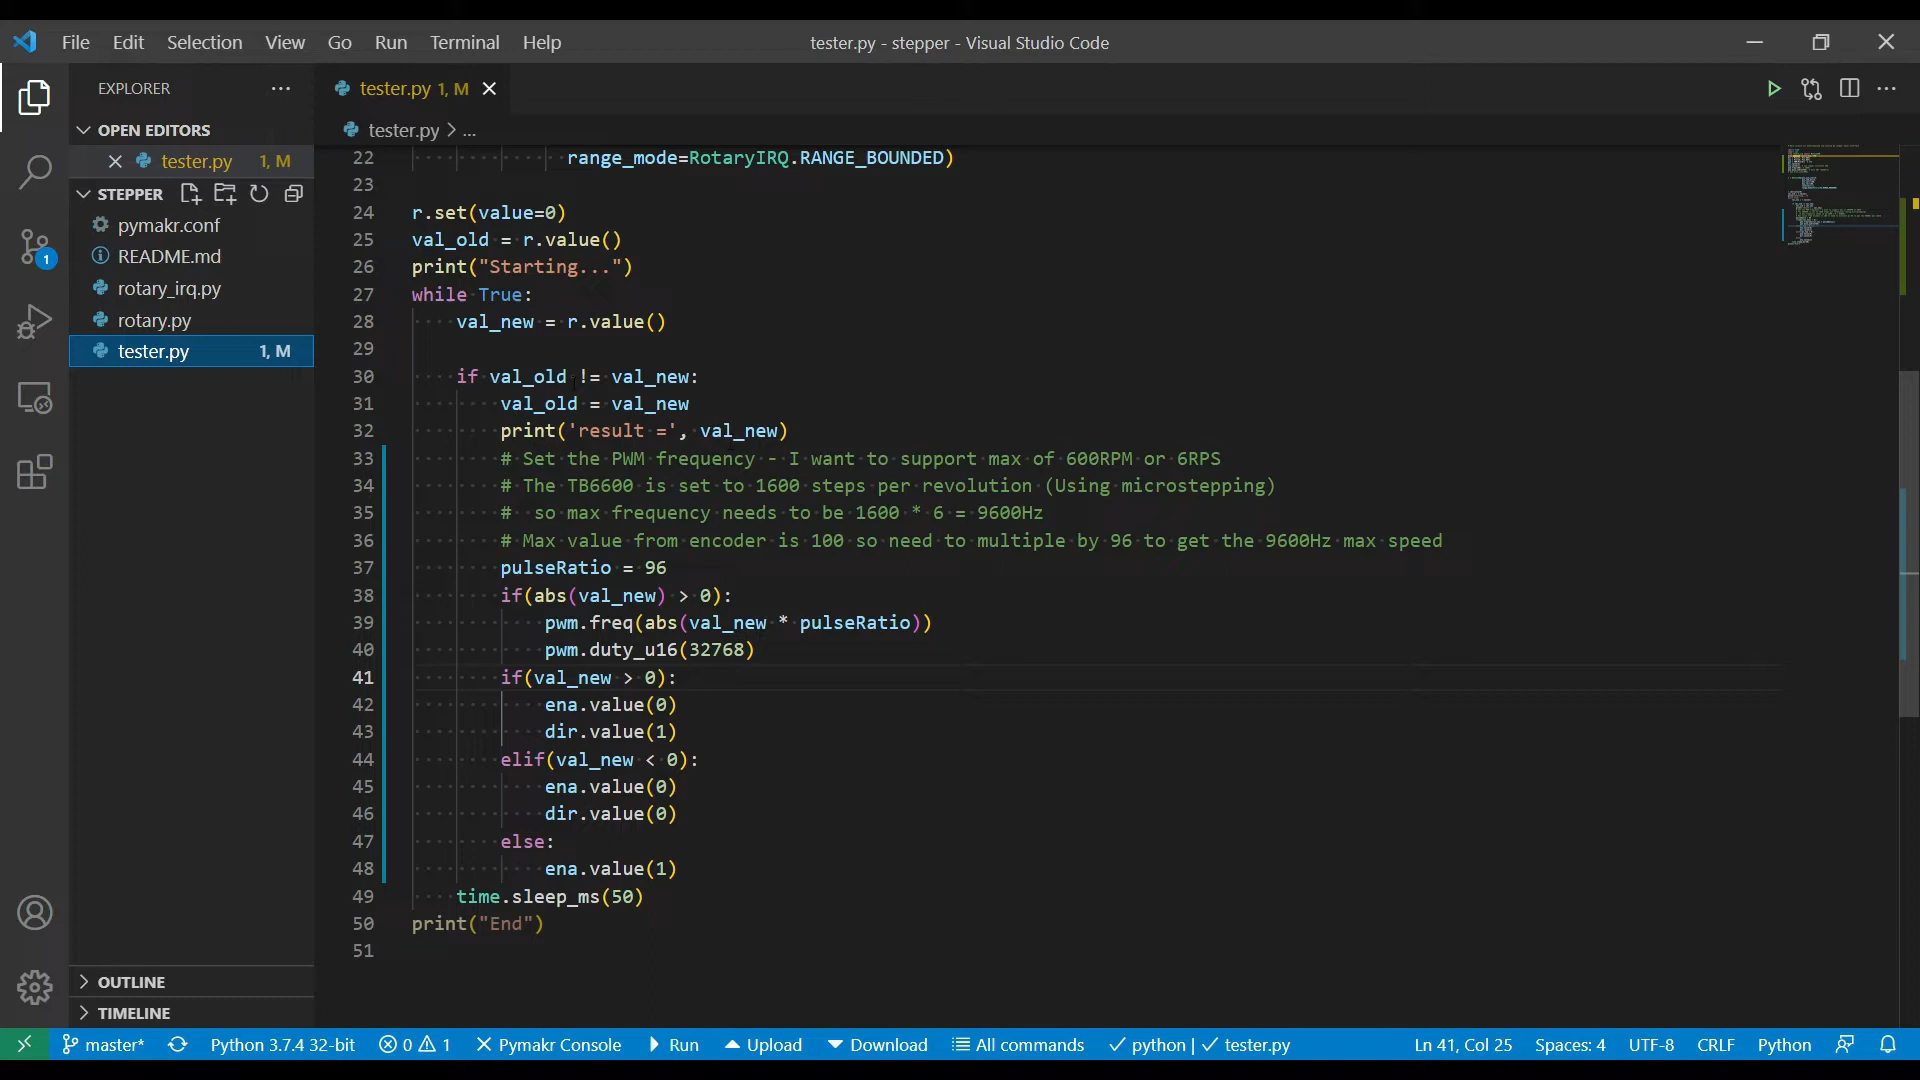 File Edit Selection View Go Run Terminal Help
tester.py - stepper - Visual Studio Code
EXPLORER
OPEN EDITORS
tester.py 1, M
STEPPER
pymakr.conf
README.md
rotary_irq.py
rotary.py
tester.py 1, M
OUTLINE
TIMELINE
tester.py 1, M
tester.py > ...
22 range_mode=RotaryIRQ.RANGE_BOUNDED)
23
24 r.set(value=0)
25 val_old = r.value()
26 print("Starting...")
27 while True:
28 val_new = r.value()
29
30 if val_old != val_new:
31 val_old = val_new
32 print('result =', val_new)
33 # Set the PWM frequency - I want to support max of 600RPM or 6RPS
34 # The TB6600 is set to 1600 steps per revolution (Using microstepping)
35 #  so max frequency needs to be 1600 * 6 = 9600Hz
36 # Max value from encoder is 100 so need to multiple by 96 to get the 9600Hz max speed
37 pulseRatio = 96
38 if(abs(val_new) > 0):
39 pwm.freq(abs(val_new * pulseRatio))
40 pwm.duty_u16(32768)
41 if(val_new > 0):
42 ena.value(0)
43 dir.value(1)
44 elif(val_new < 0):
45 ena.value(0)
46 dir.value(0)
47 else:
48 ena.value(1)
49 time.sleep_ms(50)
50 print("End")
51
1
master* Python 3.7.4 32-bit 0 1 Pymakr Console Run Upload Download All commands python | tester.py Ln 41, Col 25 Spaces: 4 UTF-8 CRLF Python